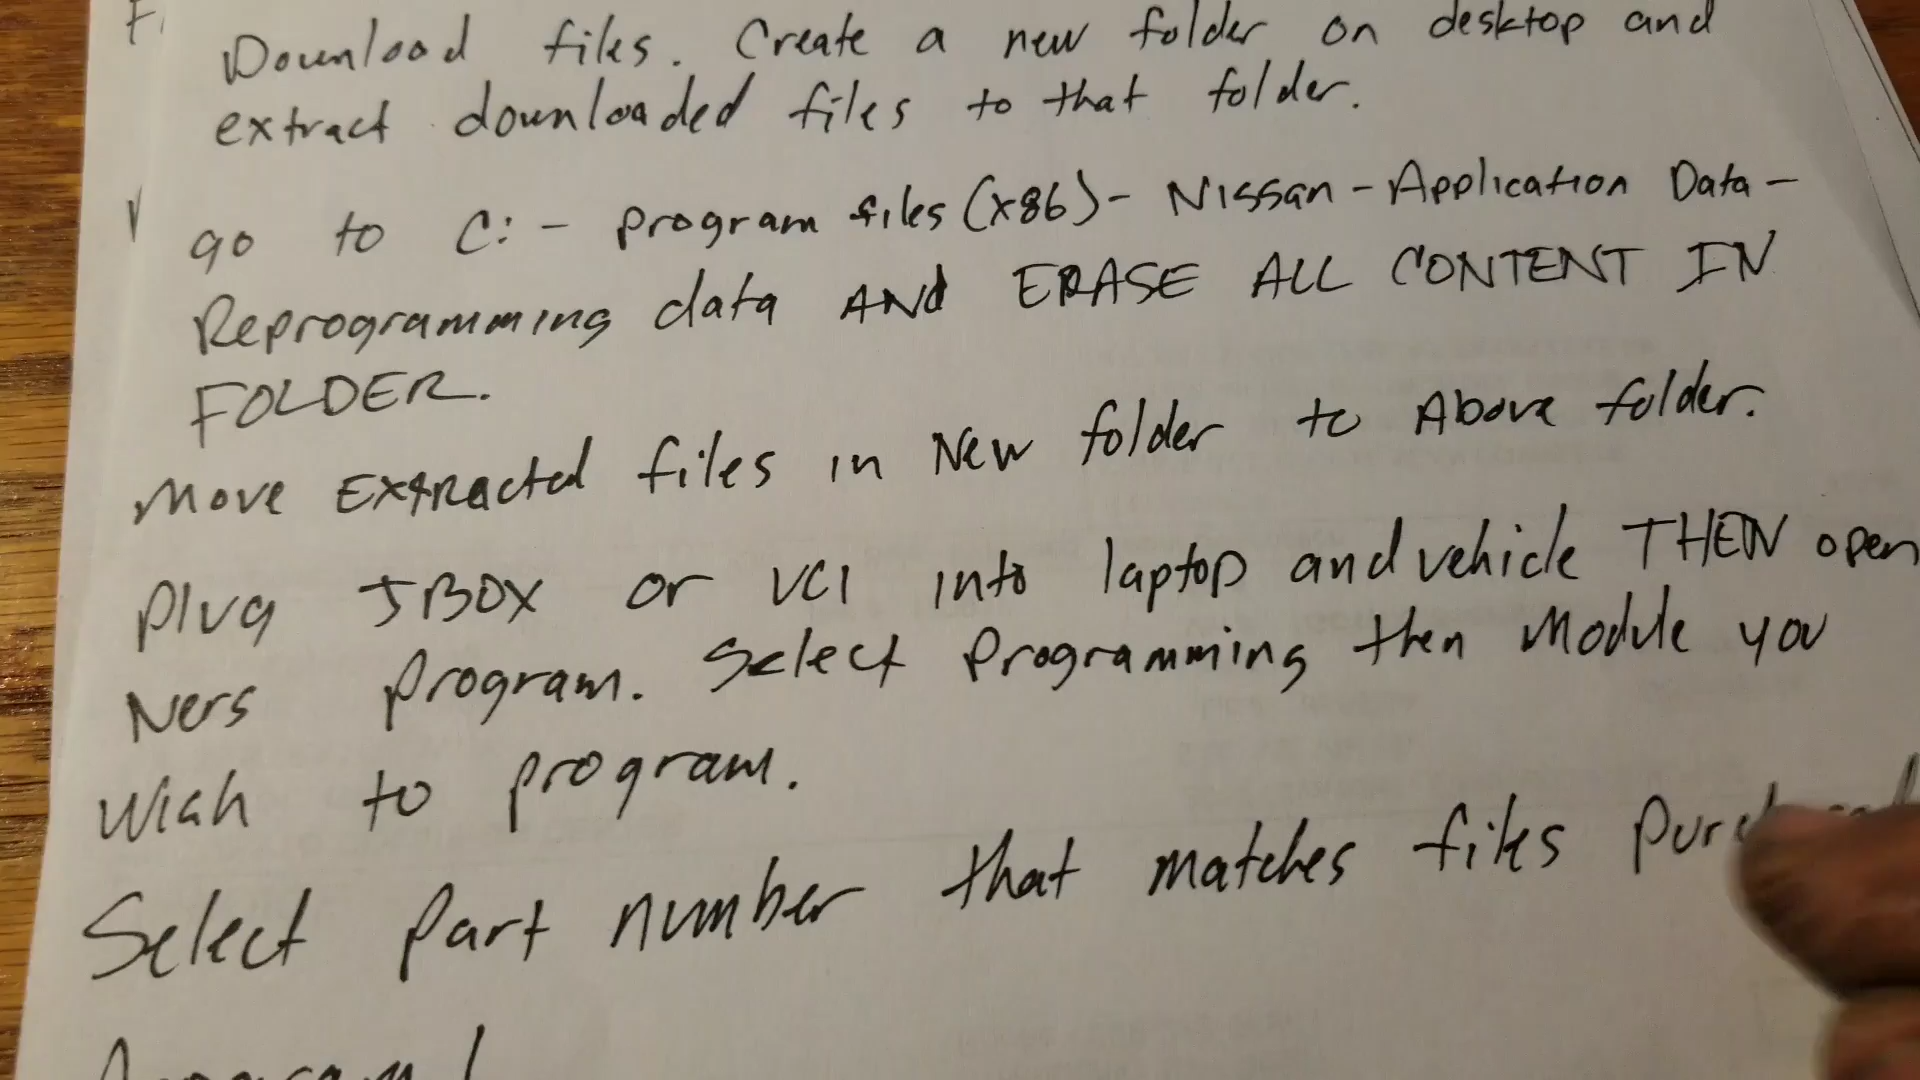 Download files. Create a new folder on desktop and
extract downloaded files to that folder.
go to C: - program files (x86) - Nissan - Application Data -
Reprogramming data AND ERASE ALL CONTENT IN
FOLDER.
Move Extracted files in New folder to Above folder.
Plug JBOX or VCI into laptop and vehicle THEN open
Ners program. Select Programming then Module you
Wish to program.
Select Part number that matches files